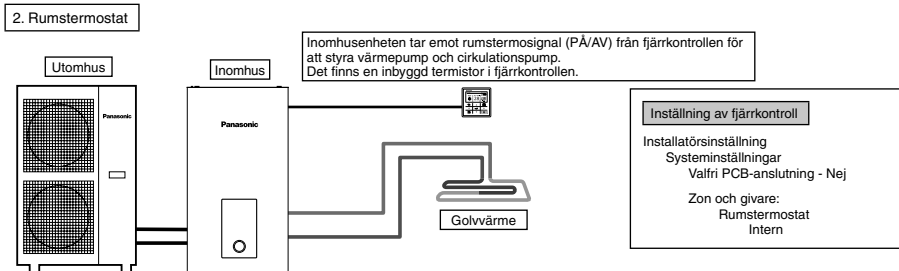 2. Rumstermostat
Inomhusenheten tar emot rumstermosignal (PÅ/AV) från fjärrkontrollen för
att styra värmepump och cirkulationspump.
Det finns en inbyggd termistor i fjärrkontrollen.
Utomhus
Inomhus
Panasonic
Panasonic
Golvvärme
Inställning av fjärrkontroll
Installatörsinställning
Systeminställningar
Valfri PCB-anslutning - Nej
Zon och givare:
Rumstermostat
Intern